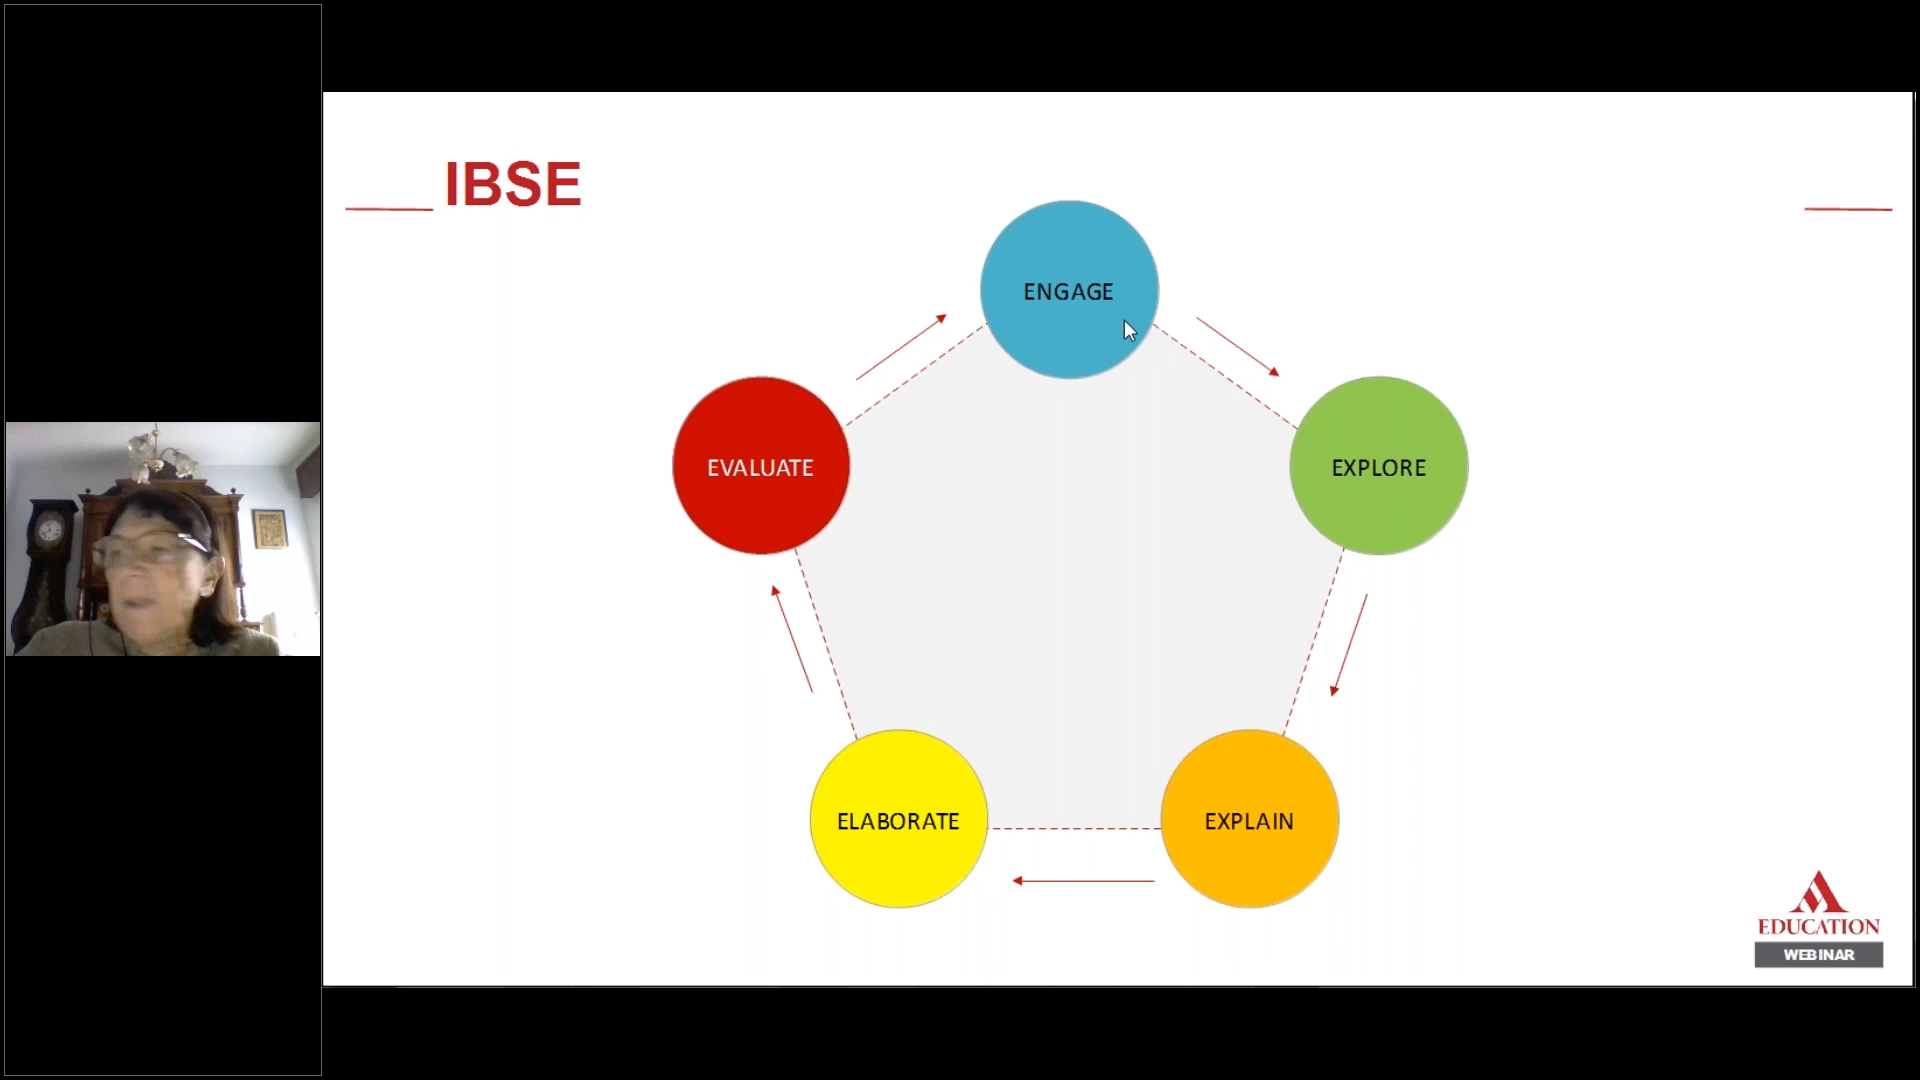 IBSE
ENGAGE
EVALUATE
EXPLORE
ELABORATE
EXPLAIN
EDUCATION
WEBINAR